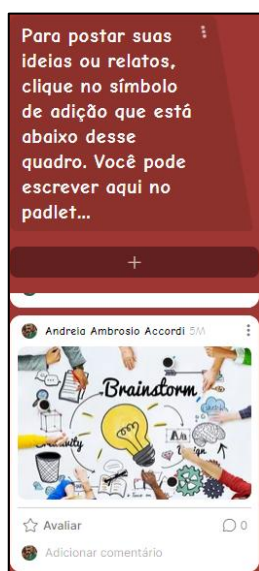 Para postar suas
ideias ou relatos,
clique no símbolo
de adição que está
abaixo desse
quadro. Você pode
escrever aqui no
padlet...
+
Andreia Ambrosio Accordi 5M
Brainstorm
Aa
Avaliar
0
Adicionar comentário